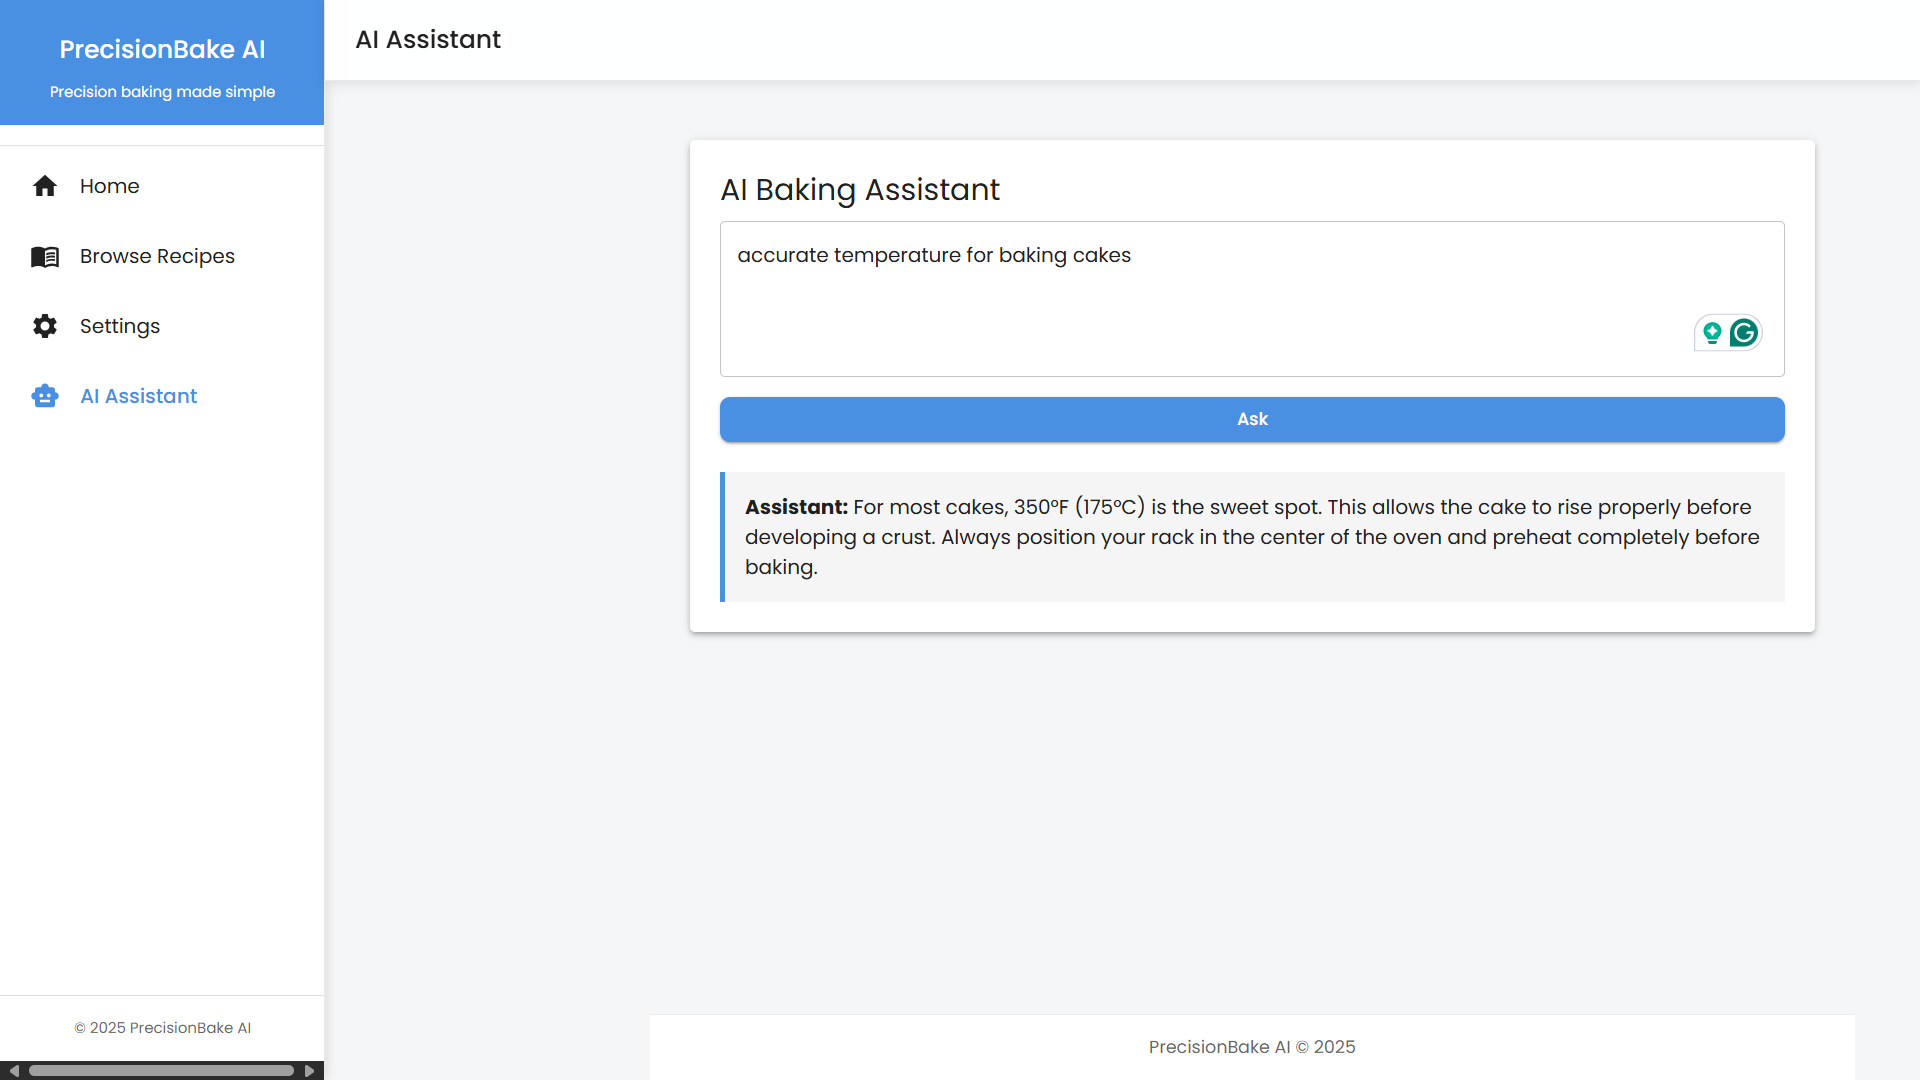 PrecisionBake AI
Precision baking made simple
Home
Browse Recipes
Settings
AI Assistant
© 2025 PrecisionBake AI
AI Assistant
AI Baking Assistant
accurate temperature for baking cakes
Ask
Assistant: For most cakes, 350°F (175°C) is the sweet spot. This allows the cake to rise properly before
developing a crust. Always position your rack in the center of the oven and preheat completely before
baking.
PrecisionBake AI © 2025